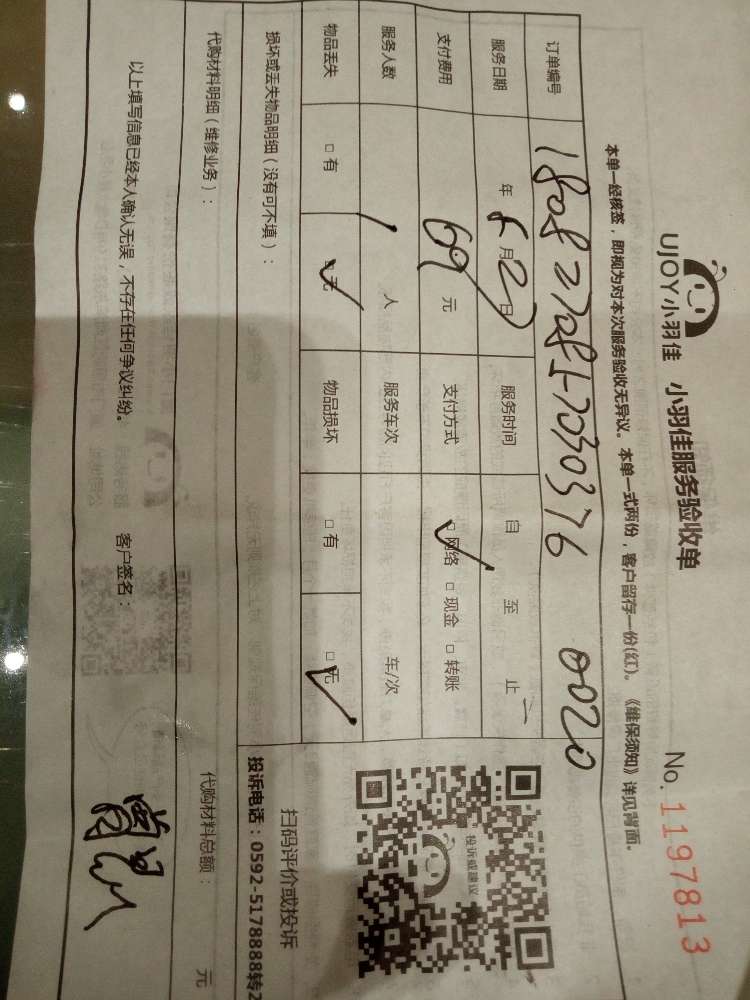 UJOY小羽佳 小羽佳服务验收单 No. 1197813
本单一经核签，即视为对本次服务验收无异议。本单一式两份，客户留存一份(红)。《维保须知》详见背面。
订单编号 0020
服务日期 年 月 2 日 服务时间 自 至 止
支付费用 69 元 支付方式 □ 网络 □ 现金 □ 转账
服务人数 1 人 服务车次 车/次
物品丢失 □ 有 □ 无 物品损坏 □ 有 □ 无
损坏或丢失物品明细（没有可不填）：
代购材料明细（维修业务）： 代购材料总额： 元
以上填写信息已经本人确认无误，不存在任何争议纠纷。 客户签名：
投诉或建议
扫码评价或投诉
投诉电话：0592-5178888转2